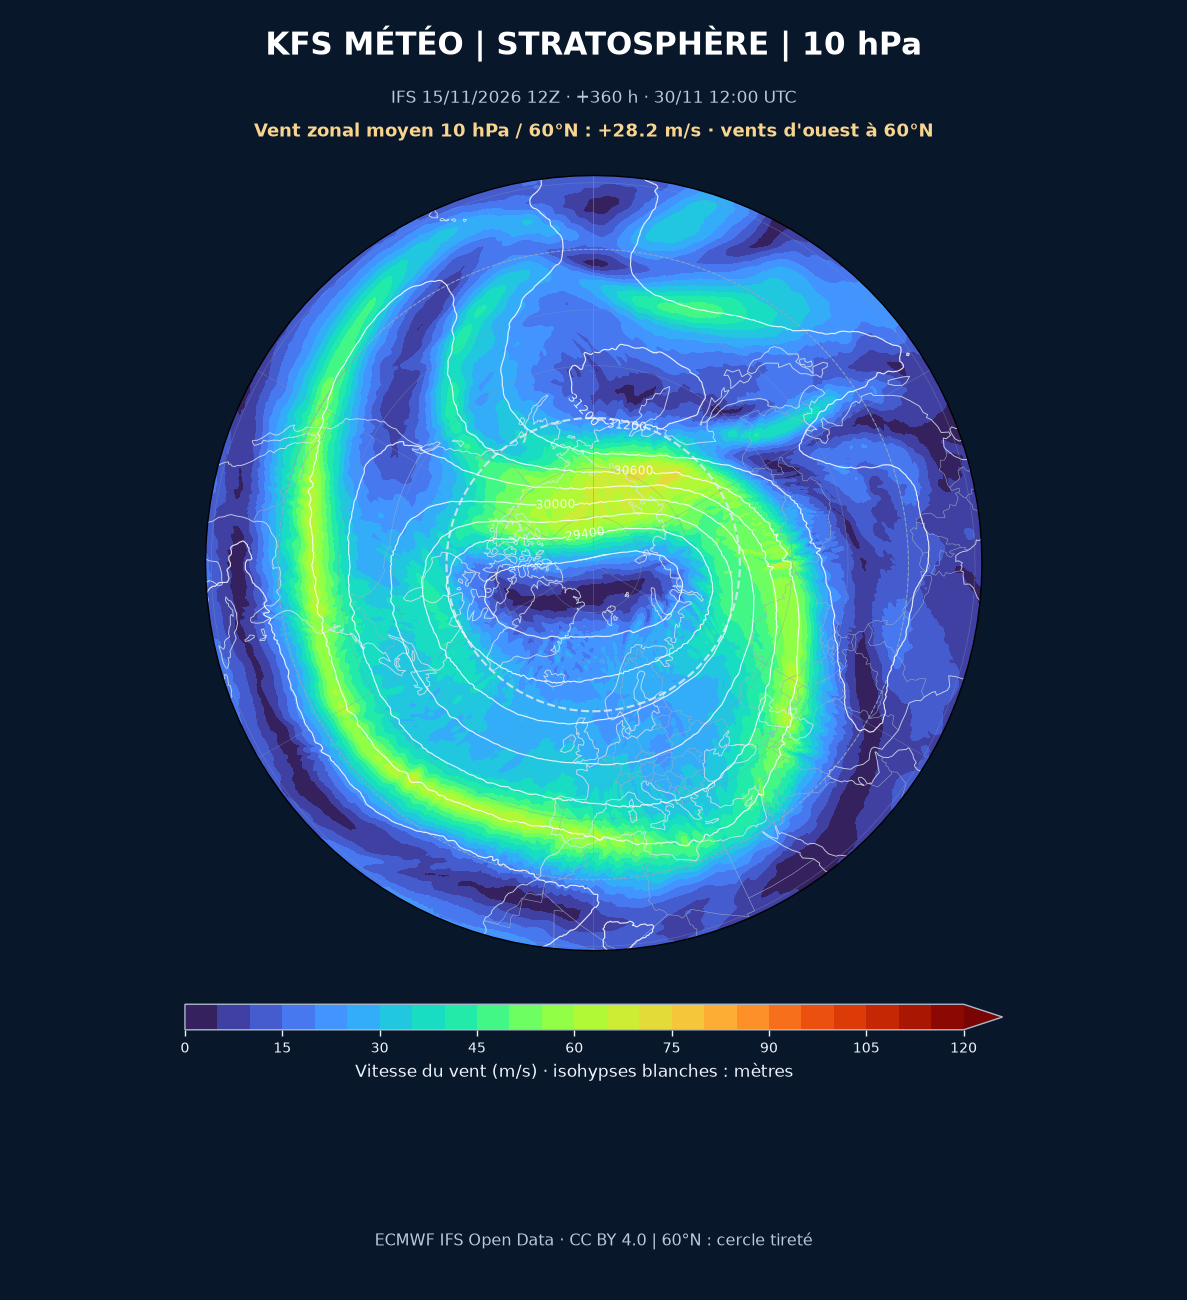 KFS MÉTÉO | STRATOSPHÈRE | 10 hPa
IFS 15/11/2026 12Z · +360 h · 30/11 12:00 UTC
Vent zonal moyen 10 hPa / 60°N : +28.2 m/s · vents d'ouest à 60°N
31200
31200
30600
30000
29400
0 15 30 45 60 75 90 105 120
Vitesse du vent (m/s) · isohypses blanches : mètres
ECMWF IFS Open Data · CC BY 4.0 | 60°N : cercle tireté